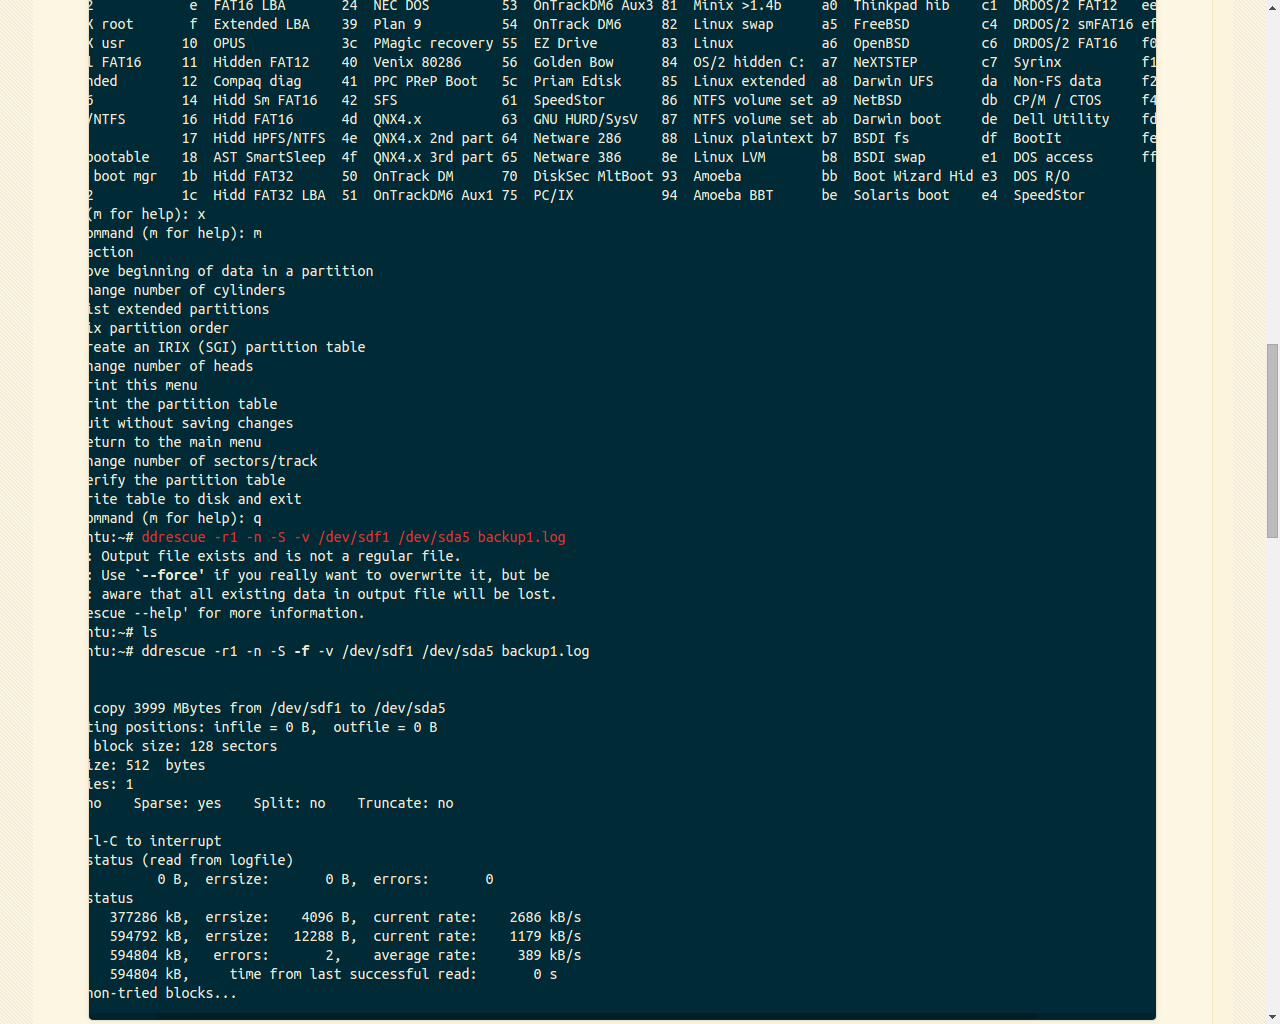 2            e  FAT16 LBA       24  NEC DOS         53  OnTrackDM6 Aux3 81  Minix >1.4b     a0  Thinkpad hib    c1  DRDOS/2 FAT12   ee
X root       f  Extended LBA    39  Plan 9          54  OnTrack DM6     82  Linux swap      a5  FreeBSD         c4  DRDOS/2 smFAT16 ef
X usr       10  OPUS            3c  PMagic recovery 55  EZ Drive        83  Linux           a6  OpenBSD         c6  DRDOS/2 FAT16   f0
l FAT16     11  Hidden FAT12    40  Venix 80286     56  Golden Bow      84  OS/2 hidden C:  a7  NeXTSTEP        c7  Syrinx          f1
nded        12  Compaq diag     41  PPC PReP Boot   5c  Priam Edisk     85  Linux extended  a8  Darwin UFS      da  Non-FS data     f2
6           14  Hidd Sm FAT16   42  SFS             61  SpeedStor       86  NTFS volume set a9  NetBSD          db  CP/M / CTOS     f4
/NTFS       16  Hidd FAT16      4d  QNX4.x          63  GNU HURD/SysV   87  NTFS volume set ab  Darwin boot     de  Dell Utility    fd
17  Hidd HPFS/NTFS  4e  QNX4.x 2nd part 64  Netware 286     88  Linux plaintext b7  BSDI fs         df  BootIt          fe
bootable    18  AST SmartSleep  4f  QNX4.x 3rd part 65  Netware 386     8e  Linux LVM       b8  BSDI swap       e1  DOS access      ff
boot mgr   1b  Hidd FAT32      50  OnTrack DM      70  DiskSec MltBoot 93  Amoeba          bb  Boot Wizard Hid e3  DOS R/O
2           1c  Hidd FAT32 LBA  51  OnTrackDM6 Aux1 75  PC/IX           94  Amoeba BBT      be  Solaris boot    e4  SpeedStor
(m for help): x
ommand (m for help): m
action
ove beginning of data in a partition
hange number of cylinders
ist extended partitions
ix partition order
reate an IRIX (SGI) partition table
hange number of heads
rint this menu
rint the partition table
uit without saving changes
eturn to the main menu
hange number of sectors/track
erify the partition table
rite table to disk and exit
ommand (m for help): q
ntu:~# ddrescue -r1 -n -S -v /dev/sdf1 /dev/sda5 backup1.log
: Output file exists and is not a regular file.
: Use `--force' if you really want to overwrite it, but be
: aware that all existing data in output file will be lost.
escue --help' for more information.
ntu:~# ls
ntu:~# ddrescue -r1 -n -S -f -v /dev/sdf1 /dev/sda5 backup1.log
copy 3999 MBytes from /dev/sdf1 to /dev/sda5
ting positions: infile = 0 B,  outfile = 0 B
block size: 128 sectors
ize: 512  bytes
ies: 1
no    Sparse: yes    Split: no    Truncate: no
rl-C to interrupt
status (read from logfile)
0 B,  errsize:       0 B,  errors:       0
status
377286 kB,  errsize:    4096 B,  current rate:    2686 kB/s
594792 kB,  errsize:   12288 B,  current rate:    1179 kB/s
594804 kB,   errors:       2,    average rate:     389 kB/s
594804 kB,     time from last successful read:       0 s
non-tried blocks...